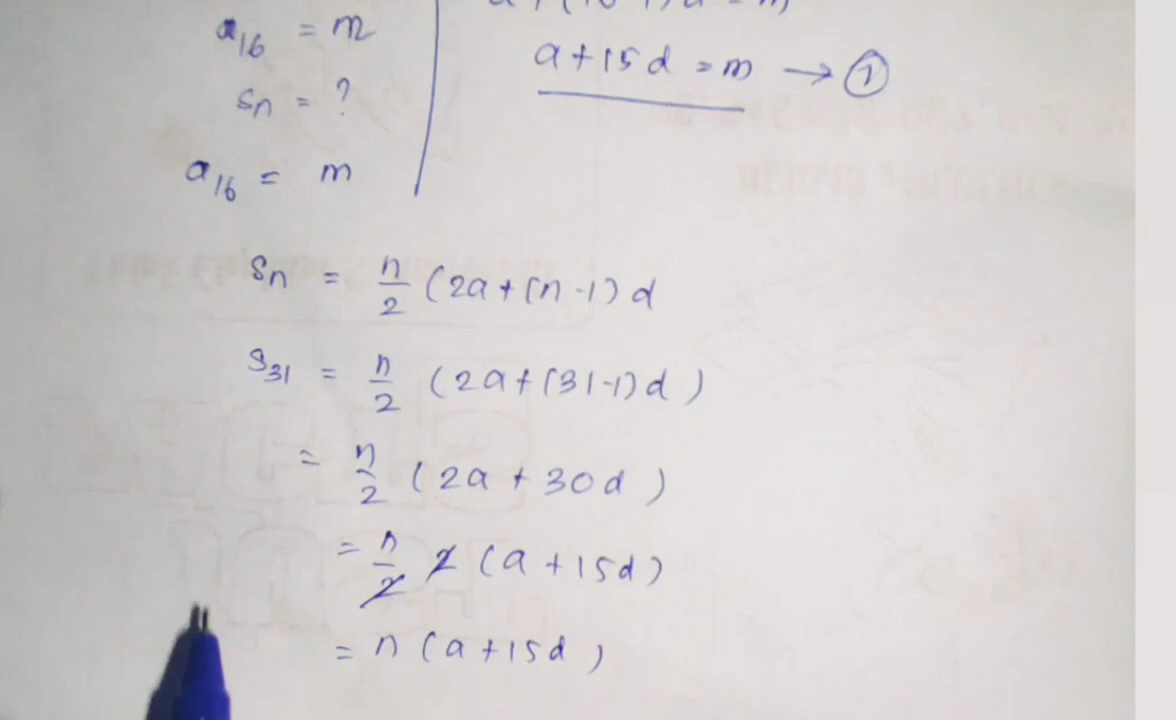 a₁₆ = m
Sn = ?
a₁₆ = m
a + 15d = m → ①
Sn = n/2 (2a + (n-1) d
S₃₁ = n/2 (2a + (31-1) d )
= n/2 (2a + 30d )
= n/2 2 (a + 15d)
= n (a + 15d )